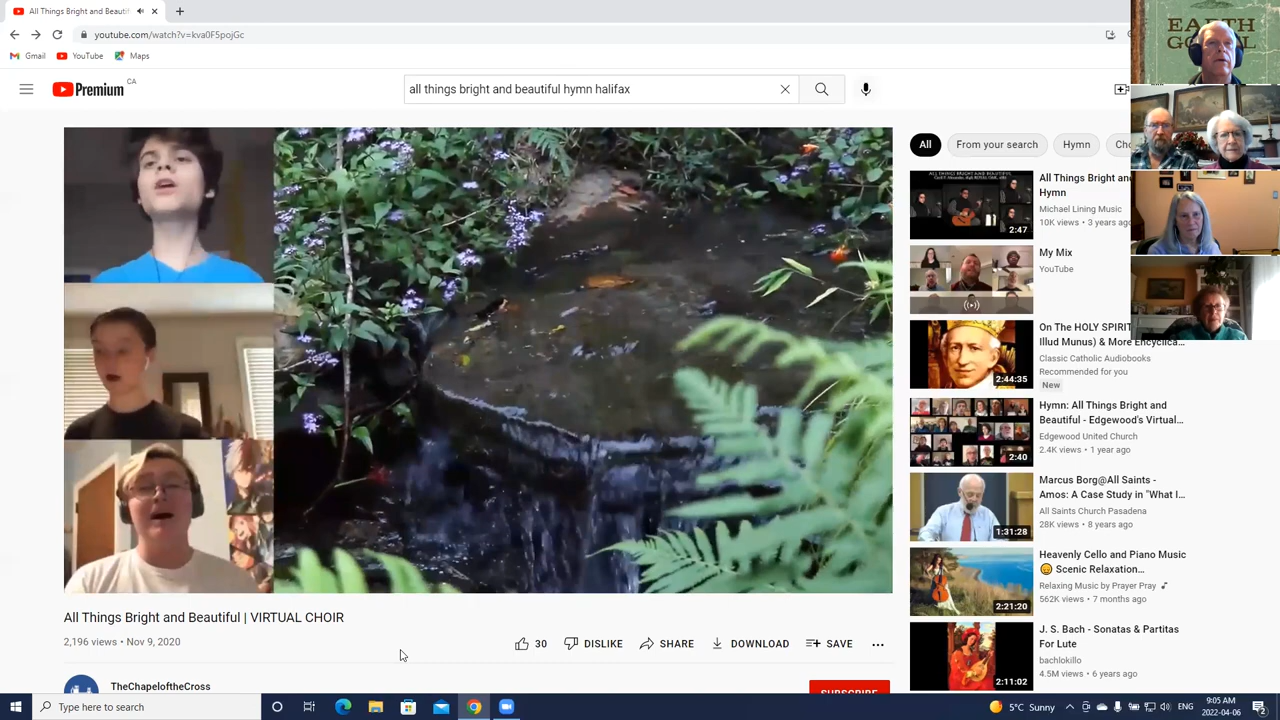 All Things Bright and Beautif
youtube.com/watch?v=kva0F5pojGc
Gmail
YouTube
Maps
Premium
CA
all things bright and beautiful hymn halifax
EARTH
All
From your search
Hymn
Cho
All Things Bright and
Hymn
Michael Lining Music
10K views • 3 years ago
2:47
My Mix
YouTube
On The HOLY SPIRIT
Illud Munus) & More Encyclica...
Classic Catholic Audiobooks
Recommended for you
New
2:44:35
Hymn: All Things Bright and
Beautiful - Edgewood's Virtual...
Edgewood United Church
2.4K views • 1 year ago
2:40
Marcus Borg@All Saints -
Amos: A Case Study in "What I...
All Saints Church Pasadena
28K views • 8 years ago
1:31:28
Heavenly Cello and Piano Music
😌 Scenic Relaxation...
Relaxing Music by Prayer Pray
562K views • 7 months ago
2:21:20
J. S. Bach - Sonatas & Partitas
For Lute
bachlokillo
4.5M views • 6 years ago
2:11:02
All Things Bright and Beautiful | VIRTUAL CHOIR
2,196 views • Nov 9, 2020
30
DISLIKE
SHARE
DOWNLOAD
SAVE
TheChapeloftheCross
SUBSCRIBE
Type here to search
5°C Sunny
ENG
9:05 AM
2022-04-06
2